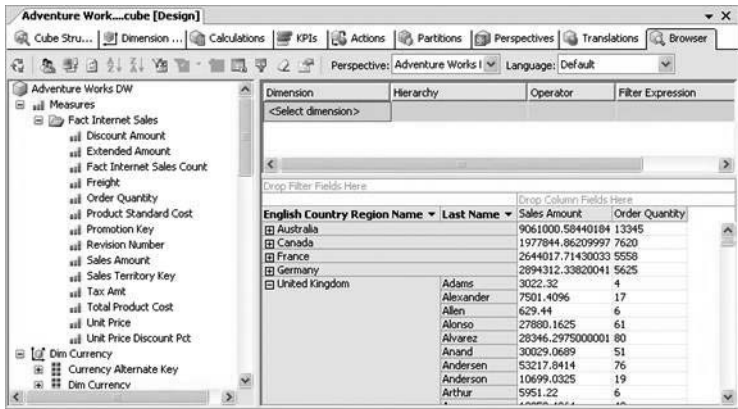 Adventure Work....cube [Design]
Cube Stru... Dimension ... Calculations KPIs Actions Partitions Perspectives Translations Browser
Perspective: Adventure Works Language: Default
Adventure Works DW
Measures
Fact Internet Sales
Discount Amount
Extended Amount
Fact Internet Sales Count
Freight
Order Quantity
Product Standard Cost
Promotion Key
Revision Number
Sales Amount
Sales Territory Key
Tax Amt
Total Product Cost
Unit Price
Unit Price Discount Pct
Dim Currency
Currency Alternate Key
Dim Currency
Dimension Hierarchy Operator Filter Expression
<Select dimension>
Drop Filter Fields Here
Drop Column Fields Here
English Country Region Name Last Name Sales Amount Order Quantity
Australia 9061000.58440184 13345
Canada 1977844.86209997 7620
France 2644017.71430033 5558
Germany 2894312.33820041 5625
United Kingdom Adams 3022.32 4
Alexander 7501.4096 17
Allen 629.44 6
Alonso 27880.1625 61
Alvarez 28346.2975000001 80
Anand 30029.0689 51
Andersen 53217.8414 76
Anderson 10699.0325 19
Arthur 5951.22 6